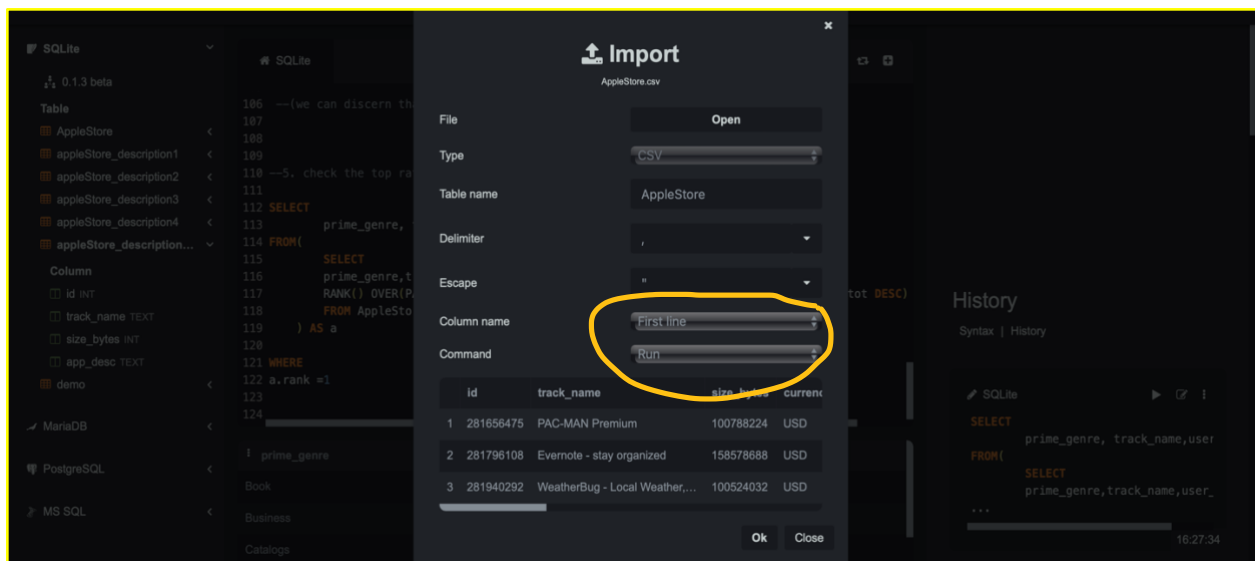 SQLite
0.1.3 beta
Table
AppleStore
appleStore_description1
appleStore_description2
appleStore_description3
appleStore_description4
appleStore_description...
Column
id INT
track_name TEXT
size_bytes INT
app_desc TEXT
demo
MariaDB
PostgreSQL
MS SQL
SQLite
106 --(we can discern th
107
108
109
110 --5. check the top ra
111
112 SELECT
113 prime_genre,
114 FROM(
115 SELECT
116 prime_genre,t
117 RANK() OVER(P
tot DESC)
118 FROM AppleSto
119 ) AS a
120
121 WHERE
122 a.rank =1
123
124
prime_genre
Book
Business
Catalogs
Import
AppleStore.csv
File Open
Type CSV
Table name AppleStore
Delimiter ,
Escape "
Column name First line
Command Run
id track_name size_bytes currenc
1 281656475 PAC-MAN Premium 100788224 USD
2 281796108 Evernote - stay organized 158578688 USD
3 281940292 WeatherBug - Local Weather,... 100524032 USD
Ok Close
History
Syntax | History
SQLite
SELECT
prime_genre, track_name,user
FROM(
SELECT
prime_genre,track_name,user_
...
16:27:34